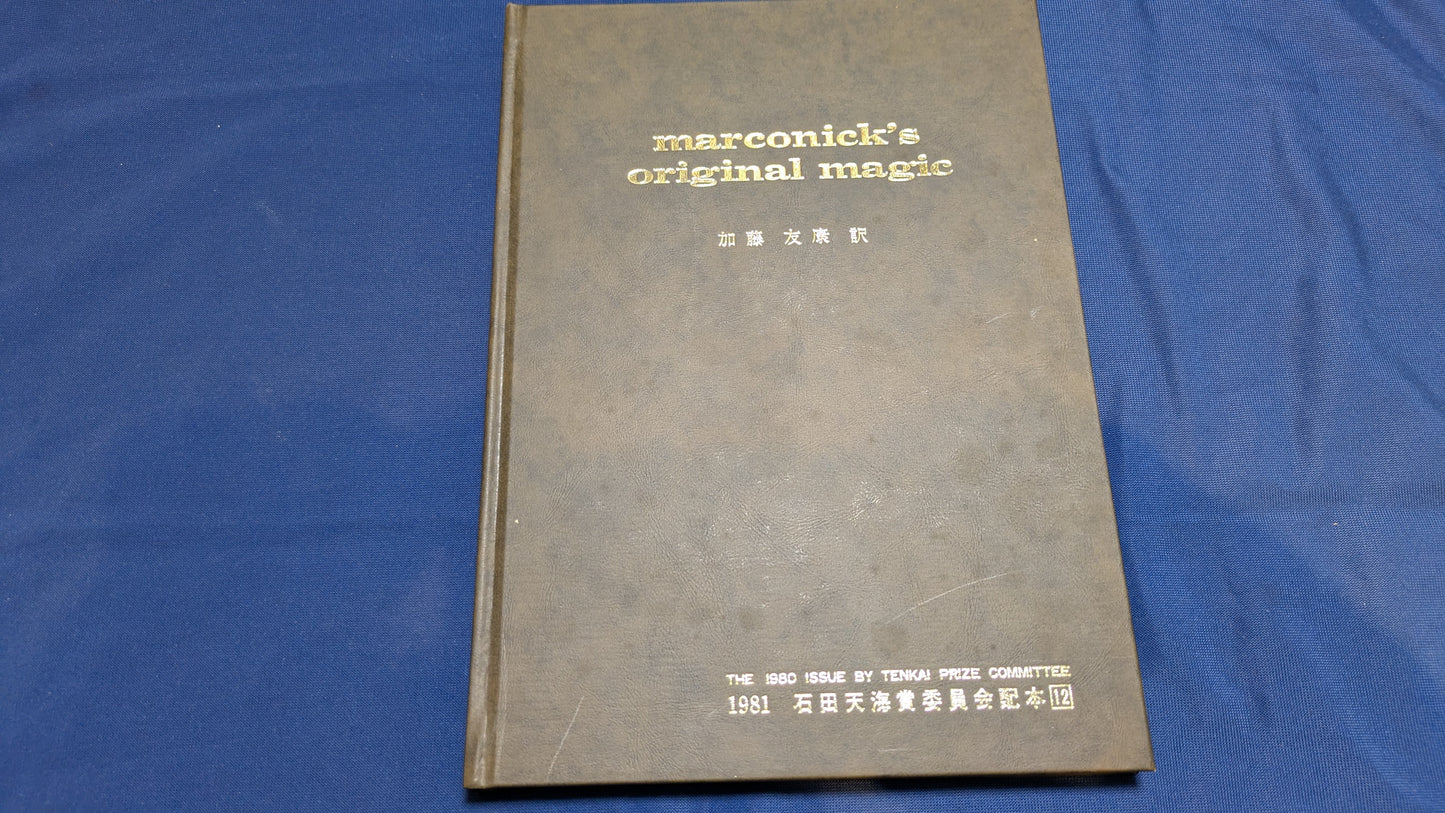 marconick's
original magic
加藤 友康 訳
THE 1980 ISSUE BY TENKAI PRIZE COMMITTEE
1981 石田天海賞委員会配本 12